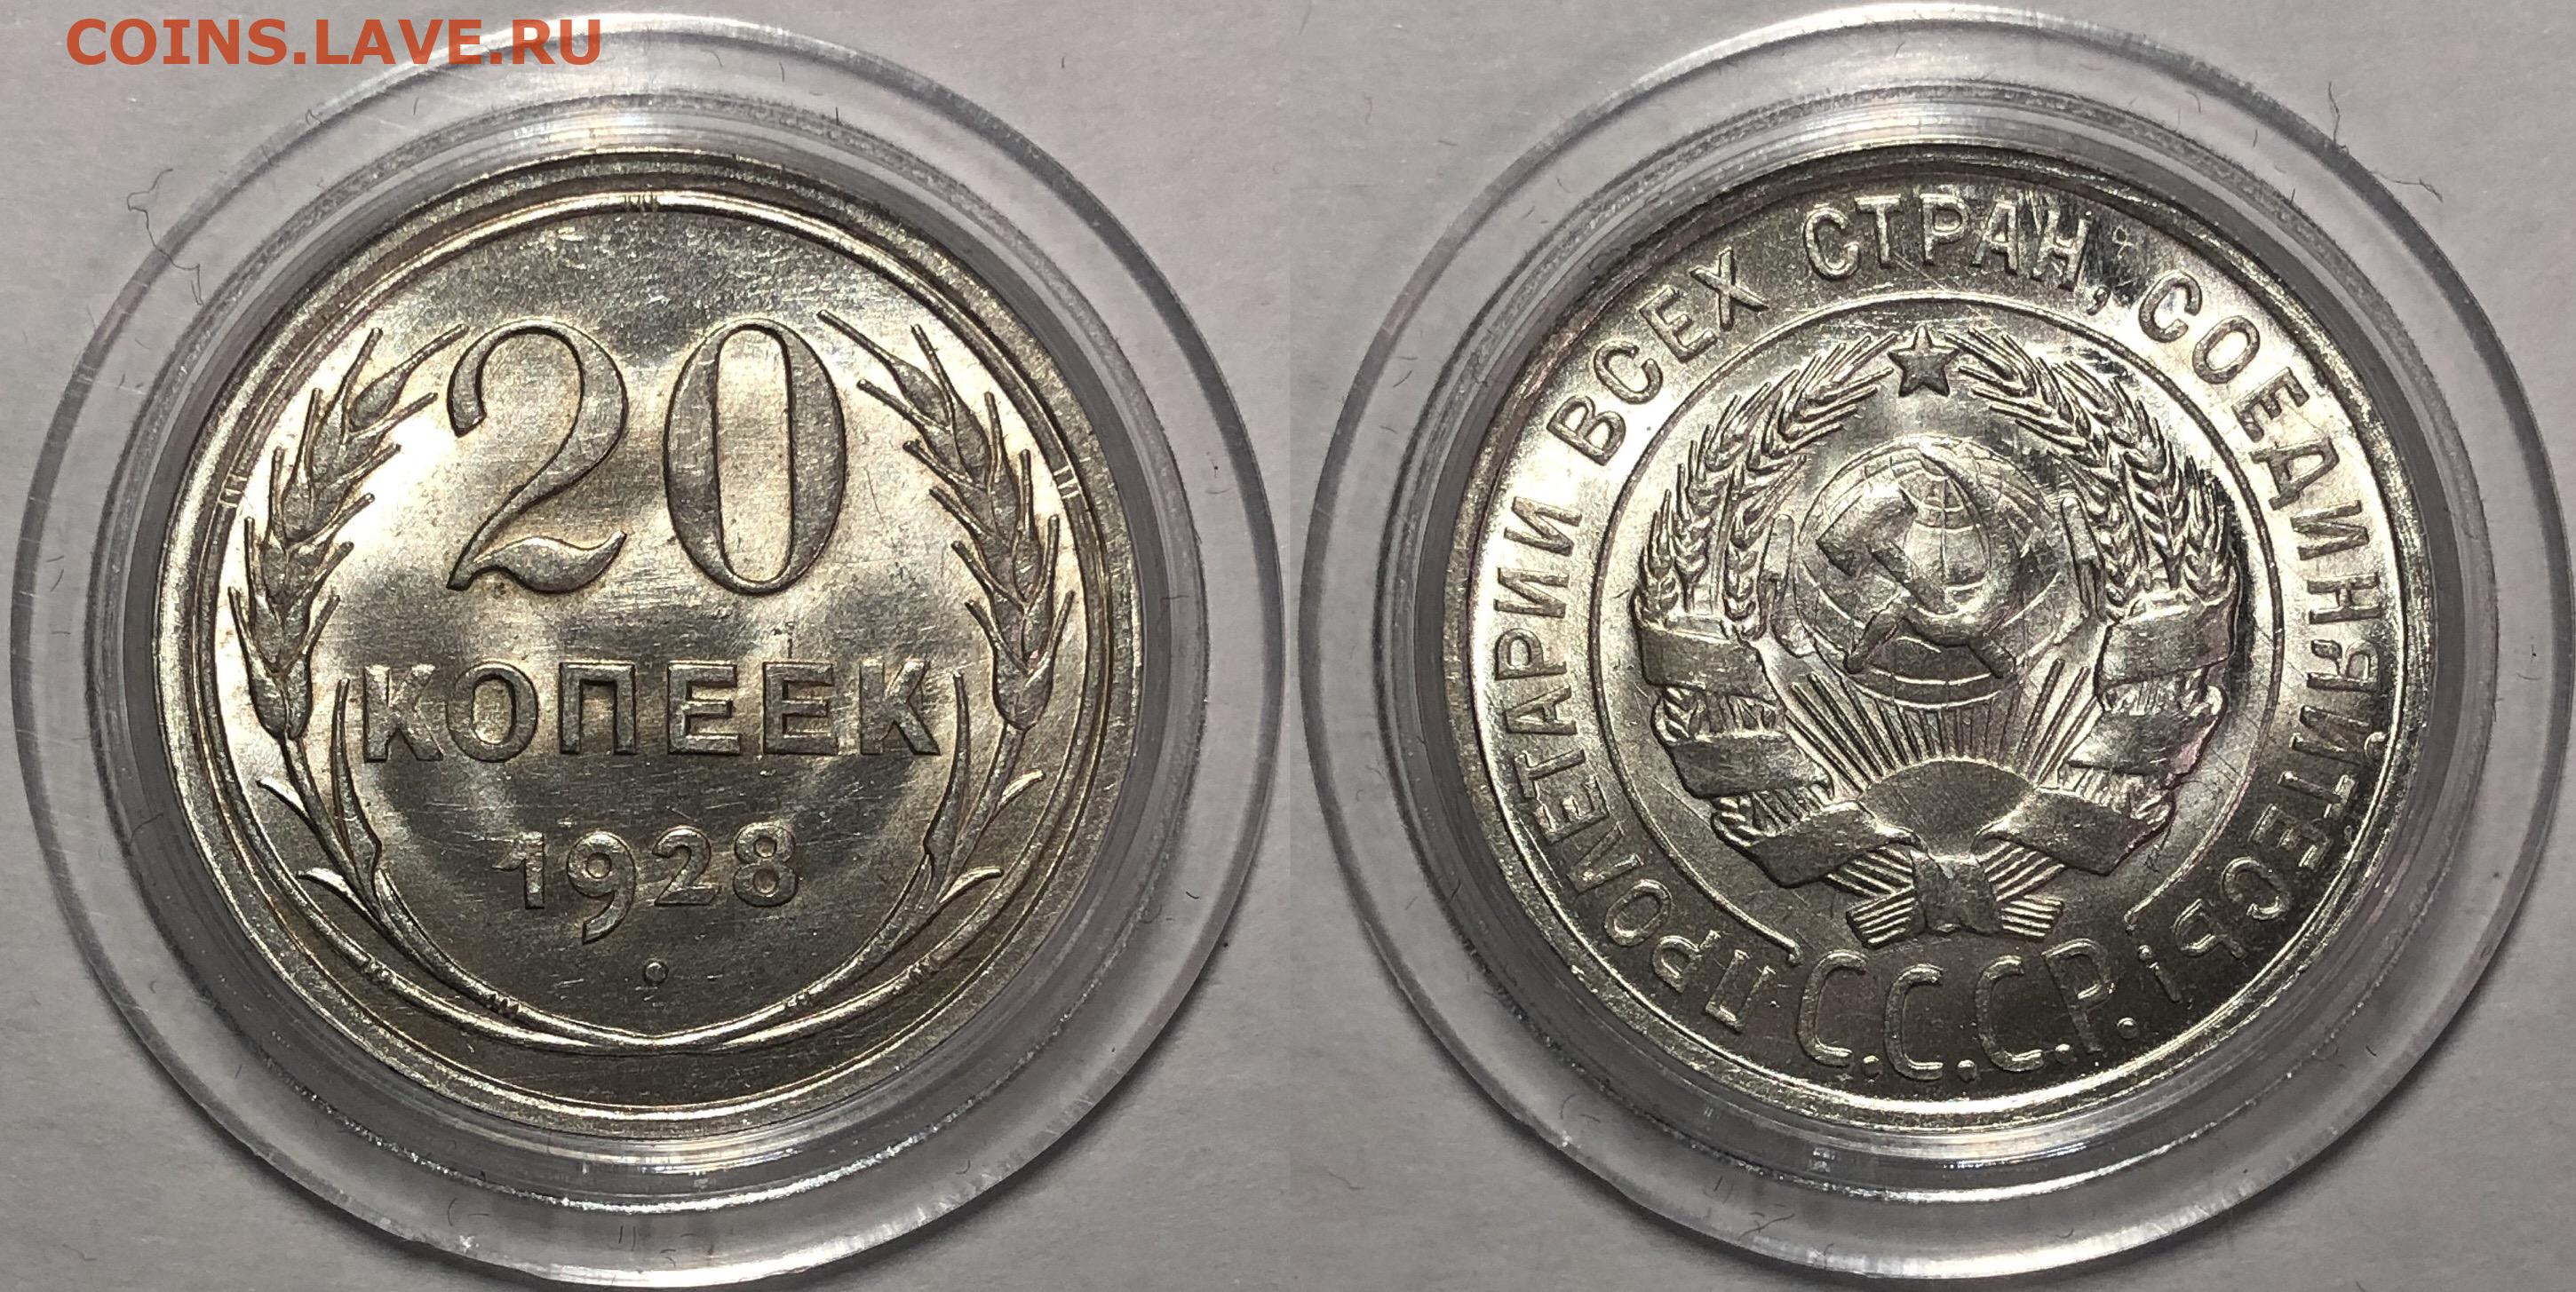 COINS.LAVE.RU
20
КОПЕЕК
1928
ПРОЛЕТАРИИ ВСЕХ СТРАН, СОЕДИНЯЙТЕСЬ!
С.С.С.Р.